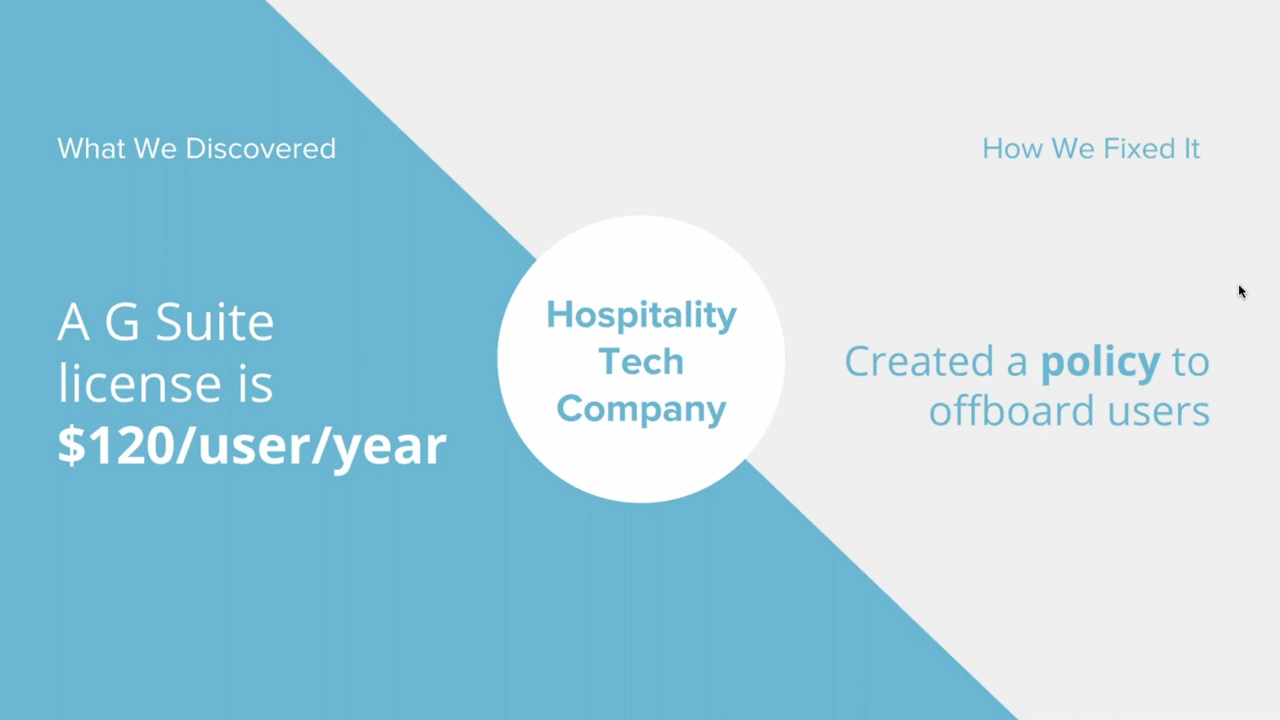 What We Discovered
How We Fixed It
A G Suite
license is
$120/user/year
Hospitality
Tech
Company
Created a policy to
offboard users